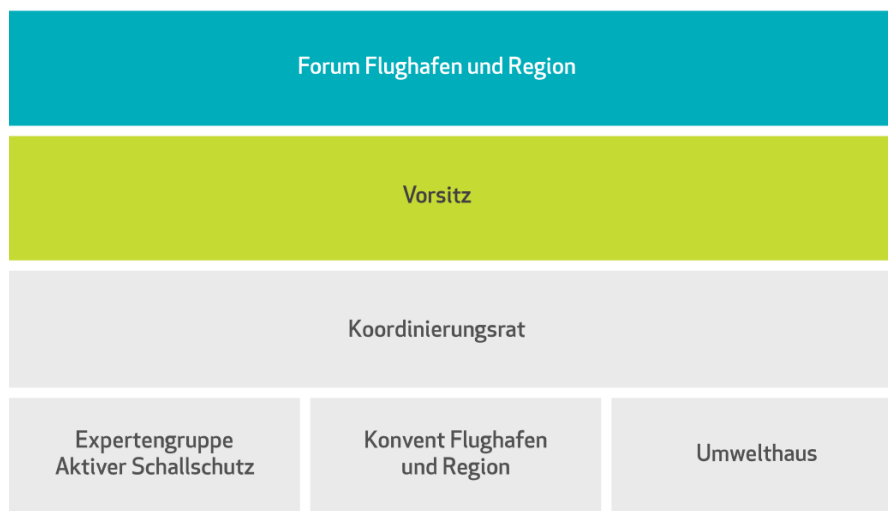 Forum Flughafen und Region
Vorsitz
Koordinierungsrat
Expertengruppe
Aktiver Schallschutz
Konvent Flughafen
und Region
Umwelthaus